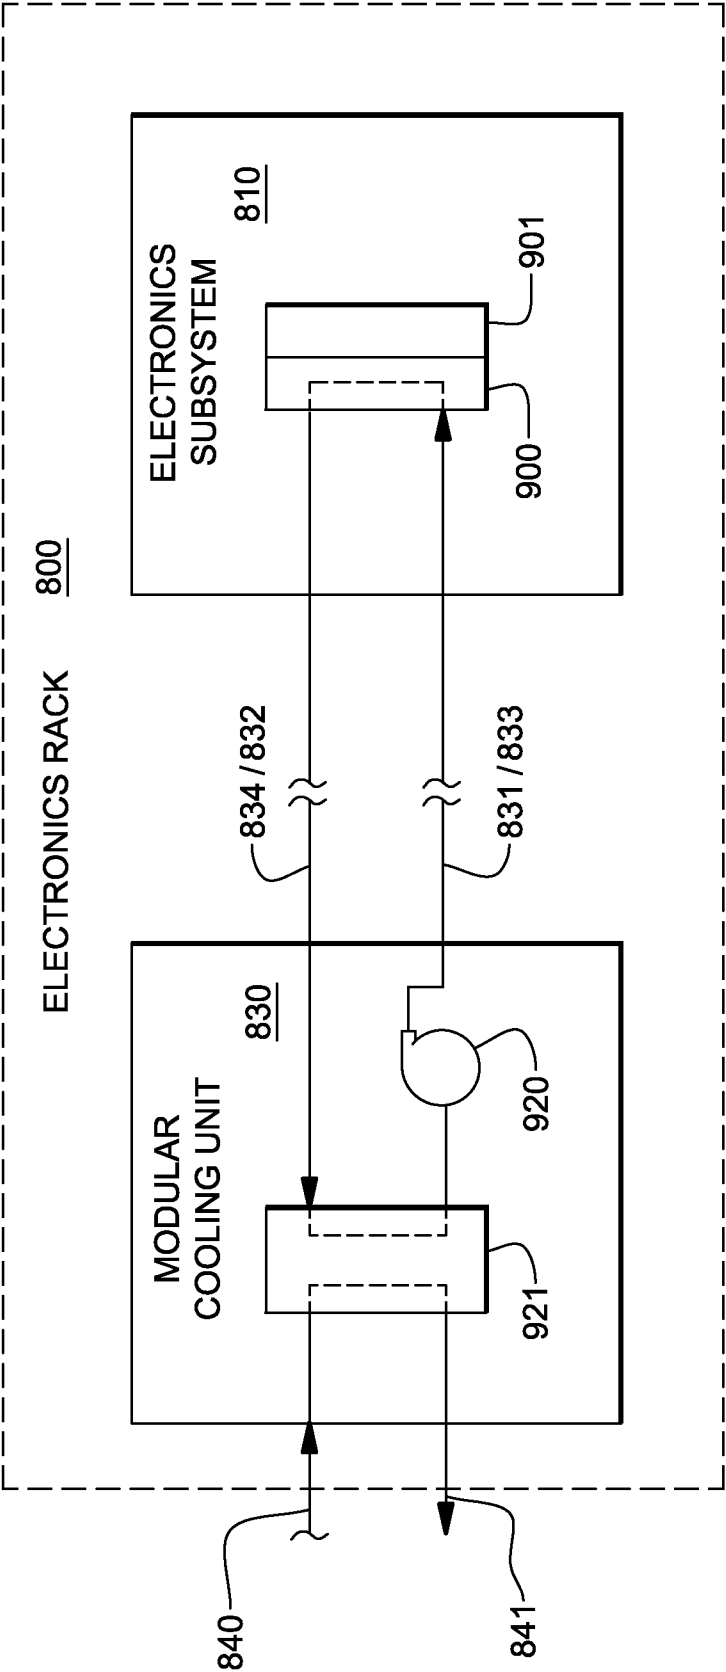 ELECTRONICS RACK
800
MODULAR
COOLING UNIT
830
ELECTRONICS
SUBSYSTEM
810
834 / 832
831 / 833
840
841
921
920
900
901